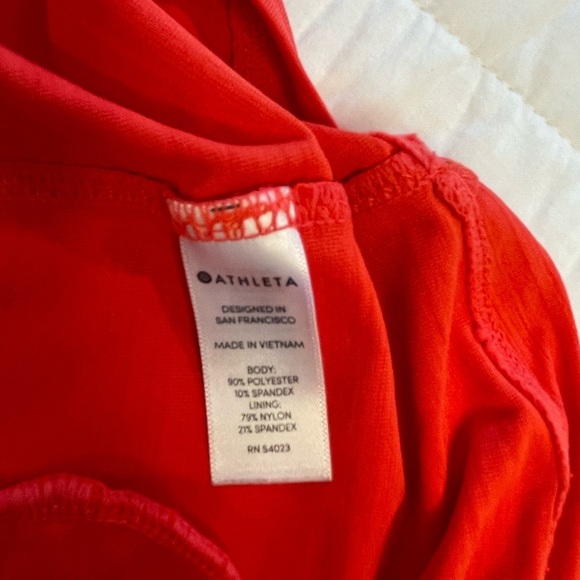 ATHLETA
DESIGNED IN
SAN FRANCISCO
MADE IN VIETNAM
BODY:
90% POLYESTER
10% SPANDEX
LINING:
79% NYLON
21% SPANDEX
RN 54023